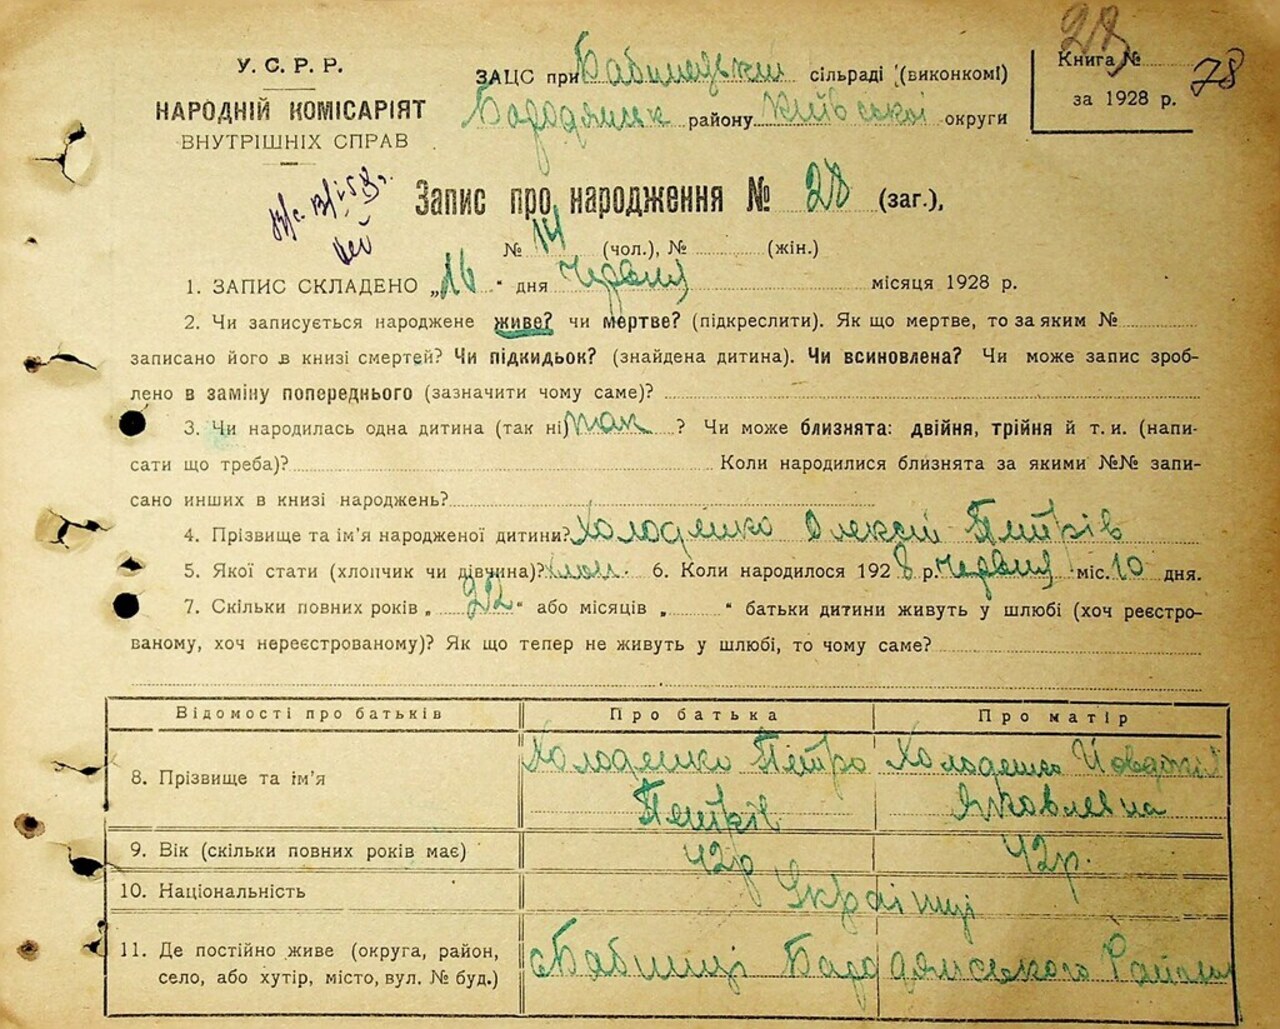 28
У. С. Р. Р.
НАРОДНІЙ КОМІСАРІЯТ
ВНУТРІШНІХ СПРАВ
ЗАЦС при Бабинецькій сільраді (виконкомі)
Бородянск району Київської округи
Книга №
за 1928 р.
78
Запис про народження № 28 (заг.),
№ 14 (чол.), № (жін.)
1. ЗАПИС СКЛАДЕНО „16“ дня Червня місяця 1928 р.
2. Чи записується народжене живе? чи мертве? (підкреслити). Як що мертве, то за яким №
записано його в книзі смертей? Чи підкидьок? (знайдена дитина). Чи всиновлена? Чи може запис зроб-
лено в заміну попереднього (зазначити чому саме)?
3. Чи народилась одна дитина (так ні) так ? Чи може близнята: двійня, трійня й т. и. (напи-
сати що треба)? Коли народилися близнята за якими №№ запи-
сано инших в книзі народжень?
4. Прізвище та ім’я народженої дитини? Холоденко Олексій Петрів
5. Якої стати (хлопчик чи дівчина)? хлоп. 6. Коли народилося 1928 р. Червня міс. 10 дня.
7. Скільки повних років „ 22 “ або місяців „ “ батьки дитини живуть у шлюбі (хоч реєстро-
ваному, хоч нереєстрованому)? Як що тепер не живуть у шлюбі, то чому саме?
Відомості про батьків Про батька Про матір
8. Прізвище та ім’я Холоденко Петро Петрів Холоденко Яковлевна
9. Вік (скільки повних років має) 42р 42р.
10. Національність Українці
11. Де постійно живе (округа, район,
село, або хутір, місто, вул. № буд.) с Бабинці Бородянського Району